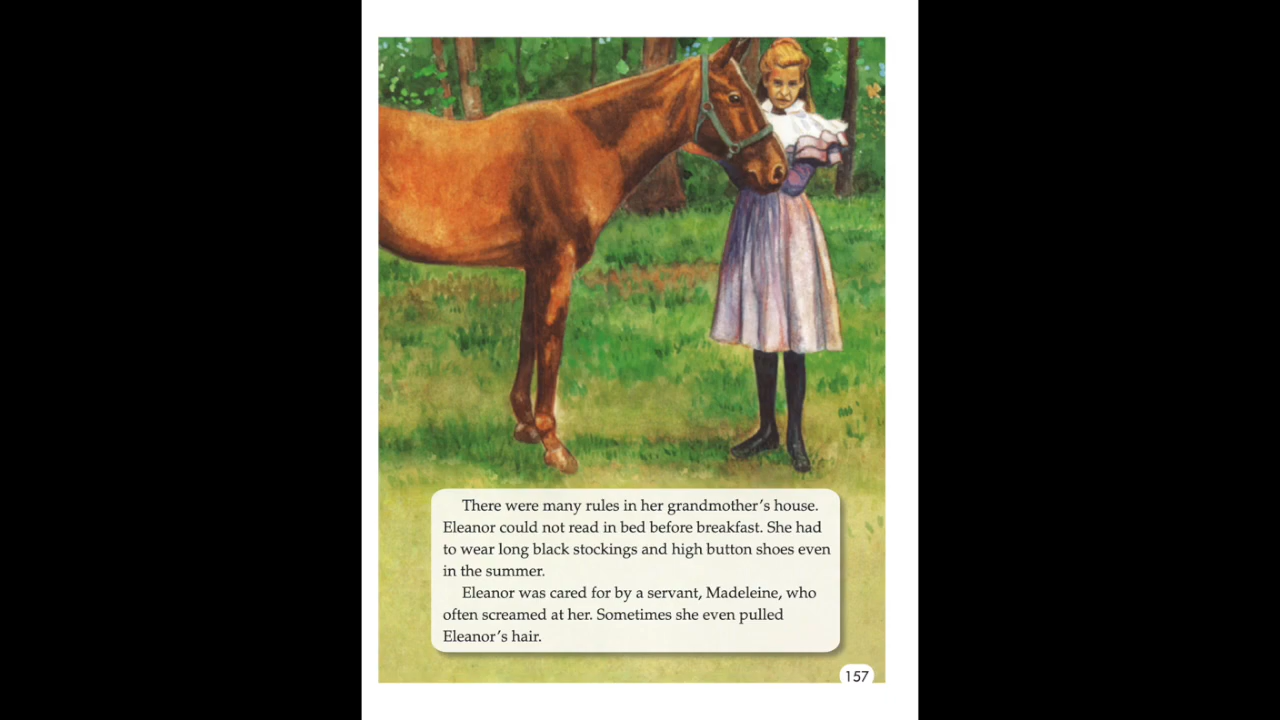 There were many rules in her grandmother's house.
Eleanor could not read in bed before breakfast. She had
to wear long black stockings and high button shoes even
in the summer.
Eleanor was cared for by a servant, Madeleine, who
often screamed at her. Sometimes she even pulled
Eleanor's hair.
157